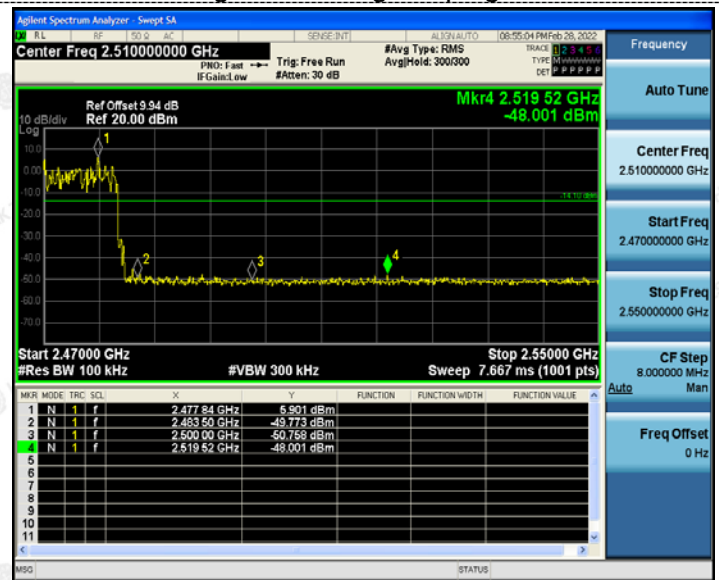 Agilent Spectrum Analyzer - Swept SA
RL RF 50 Ω AC SENSE:INT ALIGNAUTO 08:55:04 PM Feb 28, 2022
Center Freq 2.510000000 GHz #Avg Type: RMS TRACE 1 2 3 4 5 6
PNO: Fast Trig: Free Run Avg|Hold: 300/300 TYPE M W W W W W
IFGain:Low #Atten: 30 dB DET P P P P P P
Mkr4 2.519 52 GHz
-48.001 dBm
Ref Offset 9.94 dB
10 dB/div Ref 20.00 dBm
Log
10.0
0.00
-10.0
-20.0
-30.0
-40.0
-50.0
-60.0
-70.0
1
-14.10 dBm
2
3
4
Start 2.47000 GHz Stop 2.55000 GHz
#Res BW 100 kHz #VBW 300 kHz Sweep 7.667 ms (1001 pts)
MKR MODE TRC SCL X Y FUNCTION FUNCTION WIDTH FUNCTION VALUE
1 N 1 f 2.477 84 GHz 5.901 dBm
2 N 1 f 2.483 50 GHz -49.773 dBm
3 N 1 f 2.500 00 GHz -50.758 dBm
4 N 1 f 2.519 52 GHz -48.001 dBm
5
6
7
8
9
10
11
MSG STATUS
Frequency
Auto Tune
Center Freq
2.510000000 GHz
Start Freq
2.470000000 GHz
Stop Freq
2.550000000 GHz
CF Step
8.000000 MHz
Auto Man
Freq Offset
0 Hz